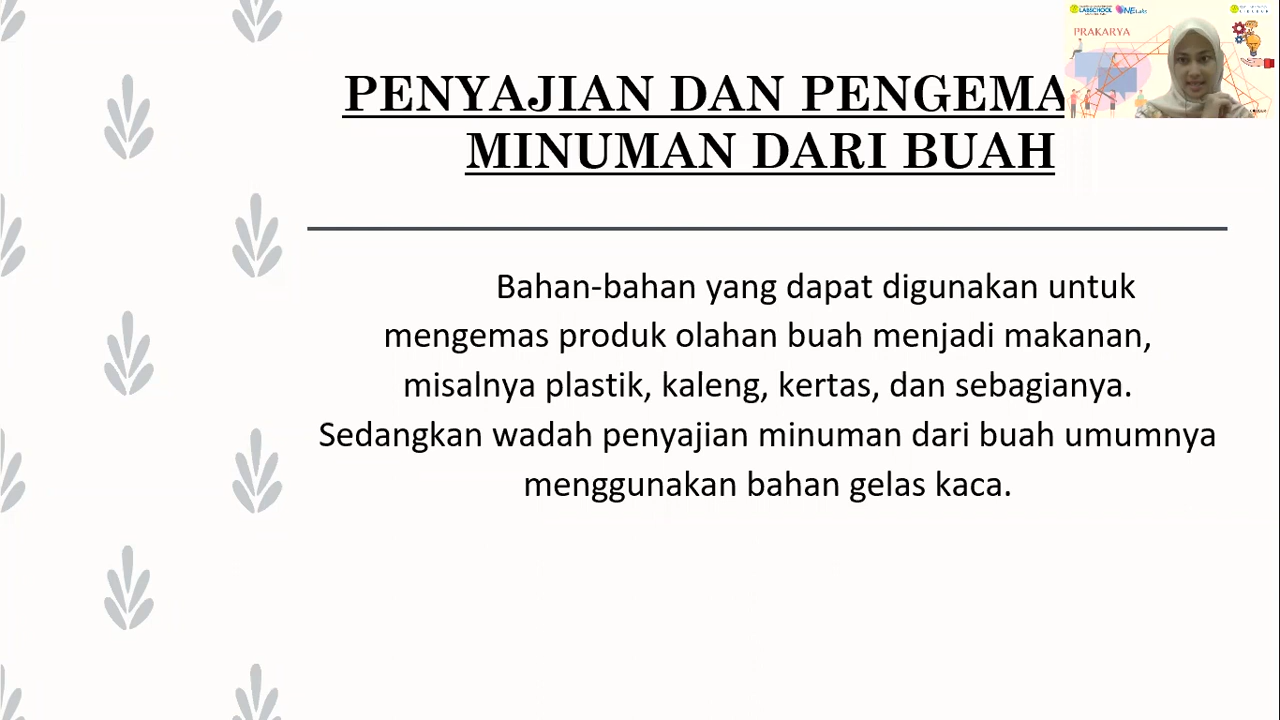 PENYAJIAN DAN PENGEMA
MINUMAN DARI BUAH
Bahan-bahan yang dapat digunakan untuk
mengemas produk olahan buah menjadi makanan,
misalnya plastik, kaleng, kertas, dan sebagianya.
Sedangkan wadah penyajian minuman dari buah umumnya
menggunakan bahan gelas kaca.
LABSCHOOL
PRAKARYA